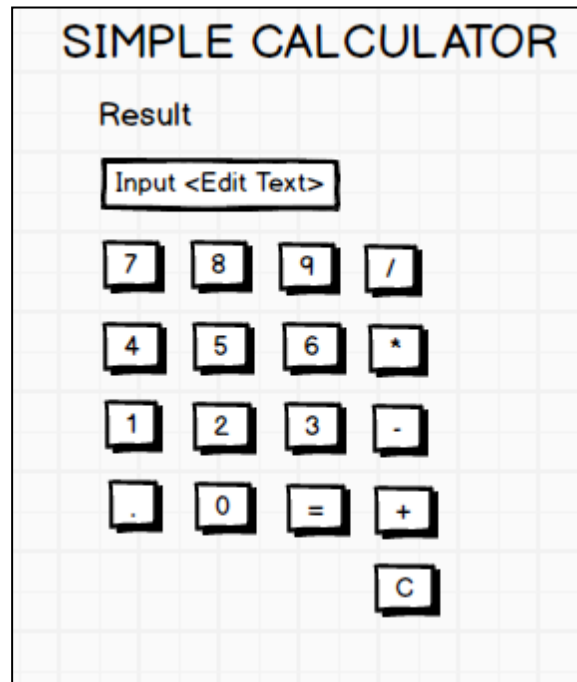 SIMPLE CALCULATOR
Result
Input <Edit Text>
7 8 9 /
4 5 6 *
1 2 3 -
. 0 = +
C